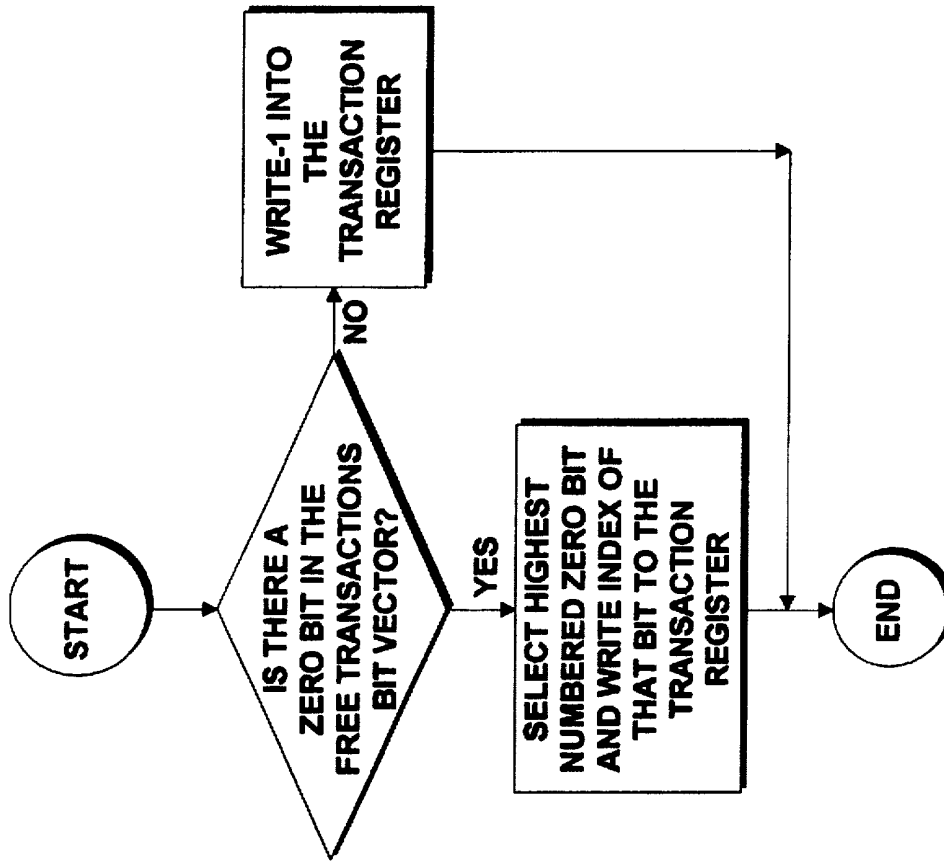 START
IS THERE A
ZERO BIT IN THE
FREE TRANSACTIONS
BIT VECTOR?
NO
WRITE-1 INTO
THE
TRANSACTION
REGISTER
YES
SELECT HIGHEST
NUMBERED ZERO BIT
AND WRITE INDEX OF
THAT BIT TO THE
TRANSACTION
REGISTER
END